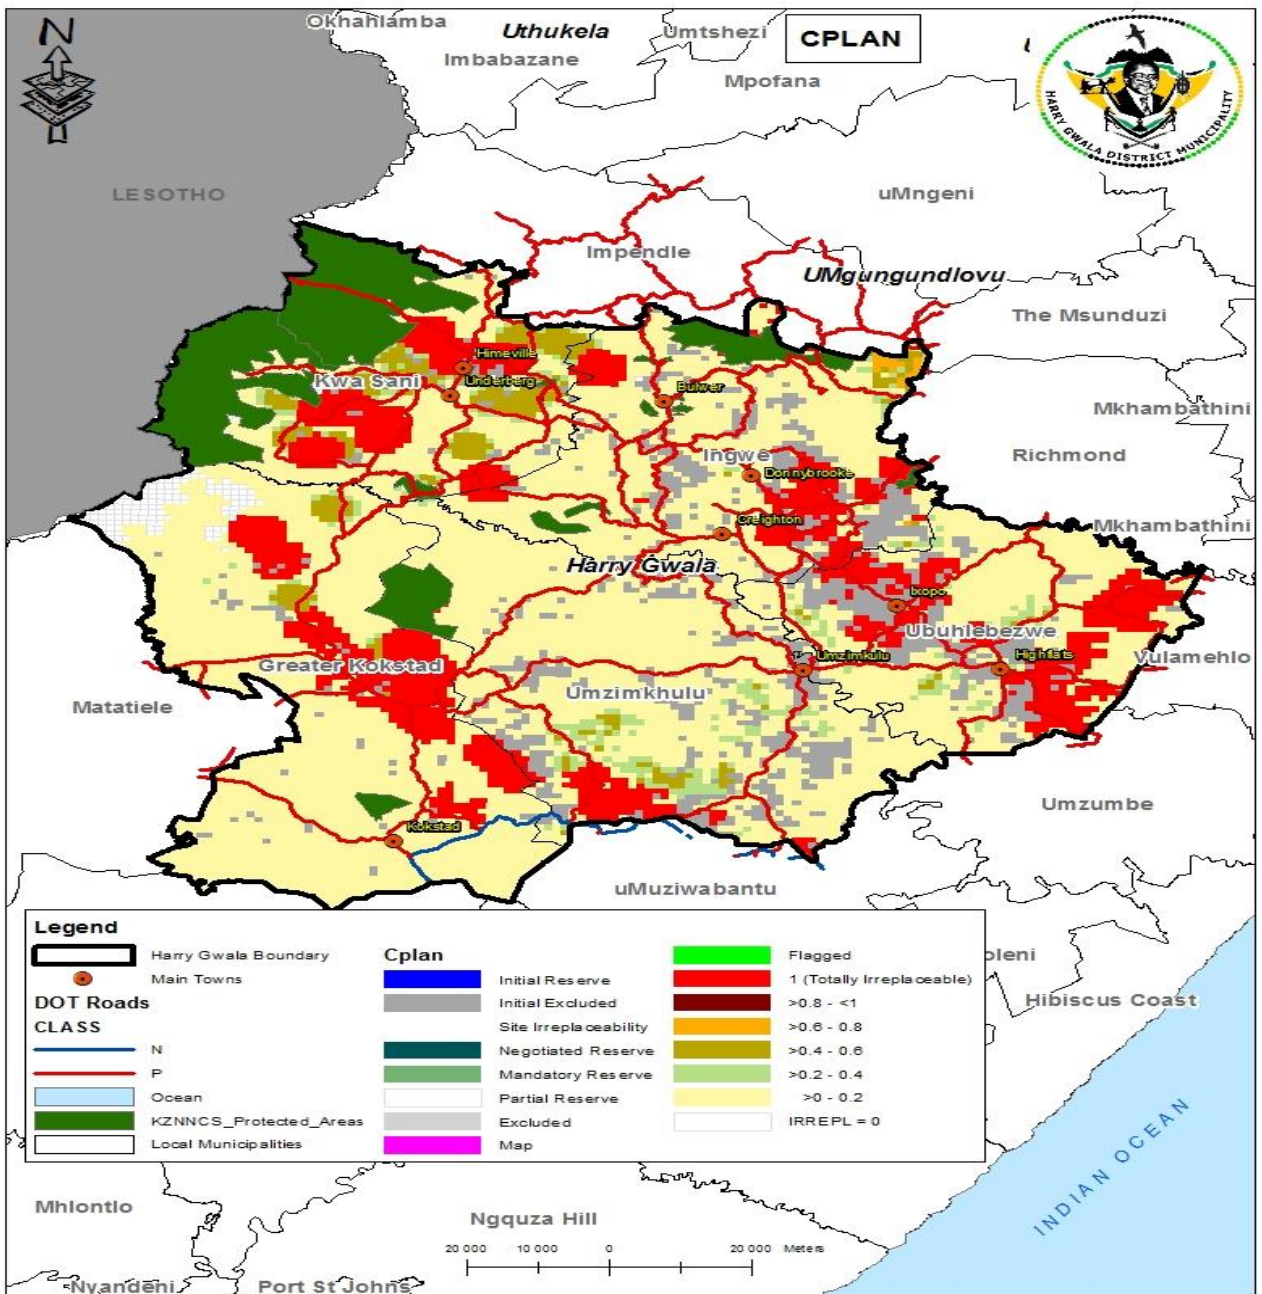 Okhahlamba
Uthukela
Umtshezi
CPLAN
Imbabazane
Mpofana
N
HARRY GWALA DISTRICT MUNICIPALITY
LESOTHO
uMngeni
Impendle
UMgungundlovu
The Msunduzi
Himeville
Kwa Sani
Underberg
Bulwer
Mkhambathini
Ingwe
Richmond
Donnybrooke
Creighton
Mkhambathini
Harry Gwala
Ixopo
Ubuhlebezwe
Greater Kokstad
Umzimkulu
Highflats
Vulamehlo
Umzimkhulu
Matatiele
Umzumbe
Kokstad
uMuziwabantu
Legend
Harry Gwala Boundary
Main Towns
DOT Roads
CLASS
N
P
Ocean
KZNNCS_Protected_Areas
Local Municipalities
Cplan
Initial Reserve
Initial Excluded
Site Irreplaceability
Negotiated Reserve
Mandatory Reserve
Partial Reserve
Excluded
Map
Flagged
1 (Totally Irreplaceable)
>0.8 - <1
>0.6 - 0.8
>0.4 - 0.6
>0.2 - 0.4
>0 - 0.2
IRREPL = 0
oleni
Hibiscus Coast
INDIAN OCEAN
Mhlontlo
Ngquza Hill
20 000 10 000 0 20 000 Meters
Nyandeni
Port St Johns